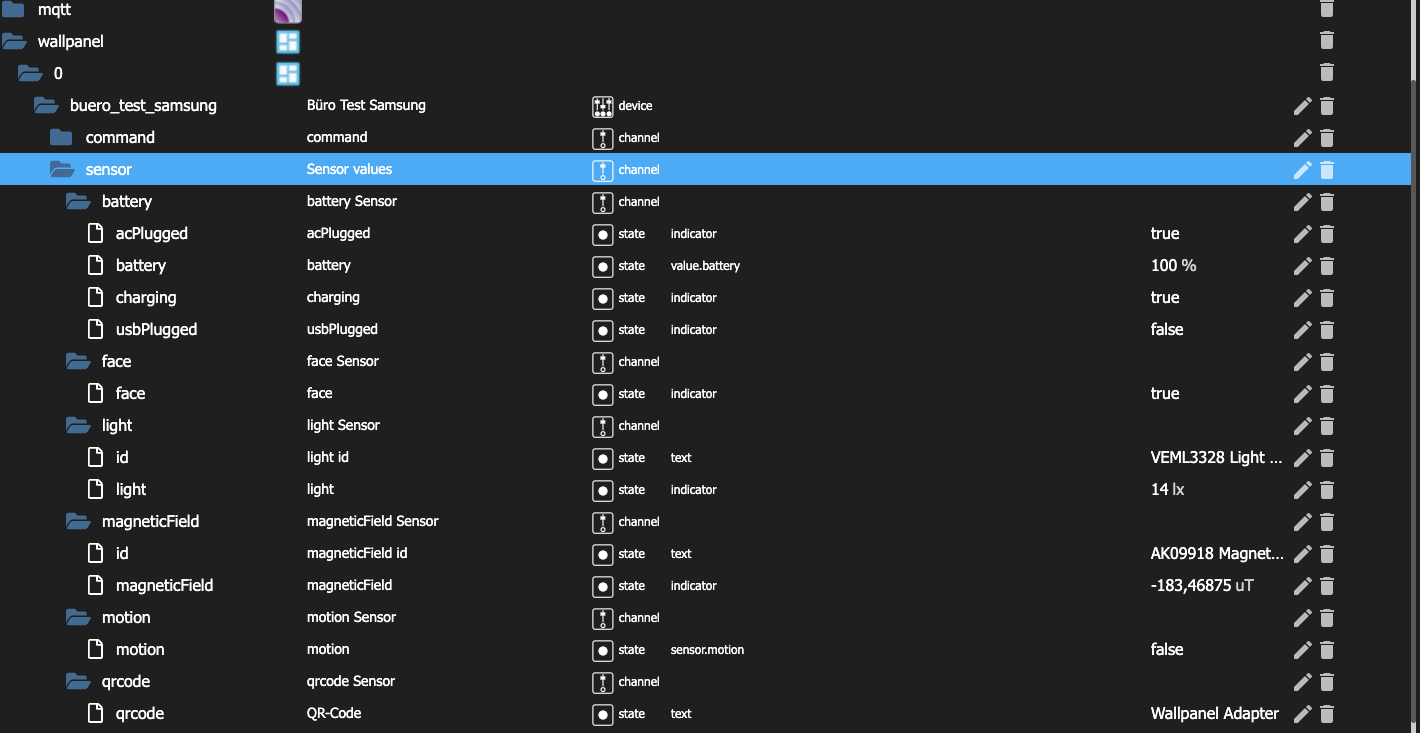 mqtt
wallpanel
0
buero_test_samsung Büro Test Samsung device
command command channel
sensor Sensor values channel
battery battery Sensor channel
acPlugged acPlugged state indicator true
battery battery state value.battery 100 %
charging charging state indicator true
usbPlugged usbPlugged state indicator false
face face Sensor channel
face face state indicator true
light light Sensor channel
id light id state text VEML3328 Light ...
light light state indicator 14 lx
magneticField magneticField Sensor channel
id magneticField id state text AK09918 Magnet...
magneticField magneticField state indicator -183,46875 uT
motion motion Sensor channel
motion motion state sensor.motion false
qrcode qrcode Sensor channel
qrcode QR-Code state text Wallpanel Adapter